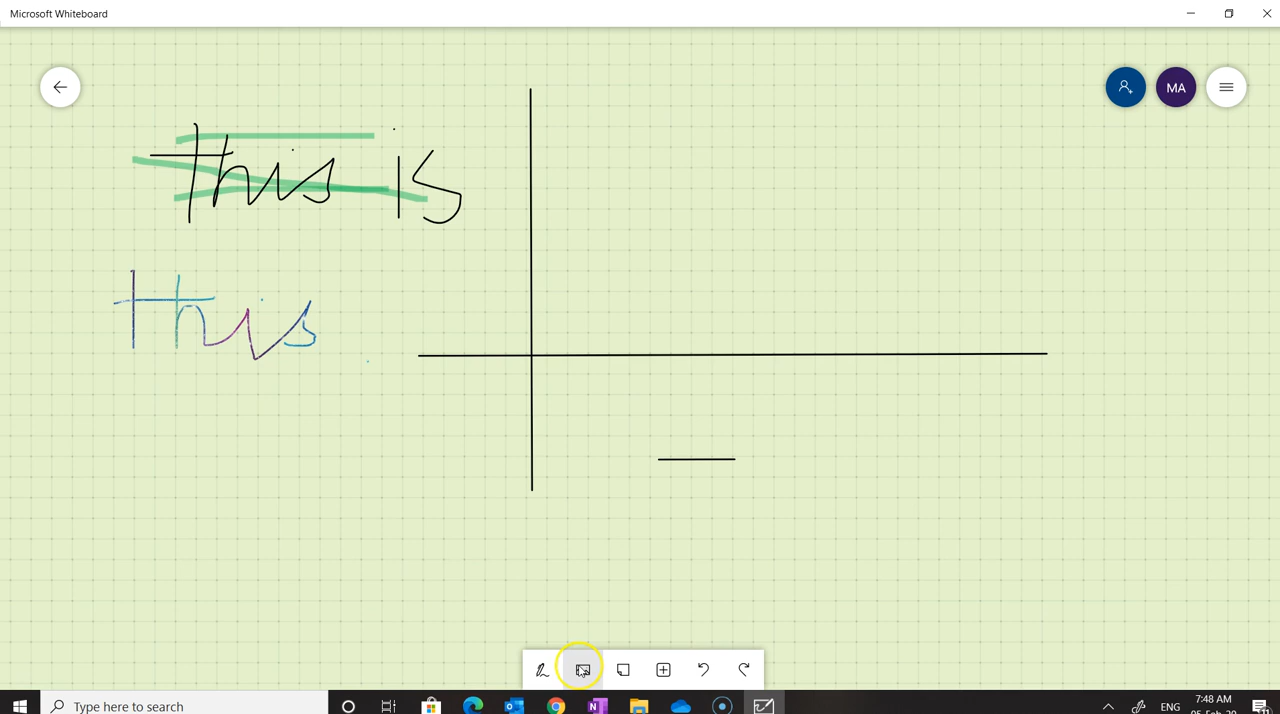 Microsoft Whiteboard
MA
This is
This
Type here to search
ENG
7:48 AM